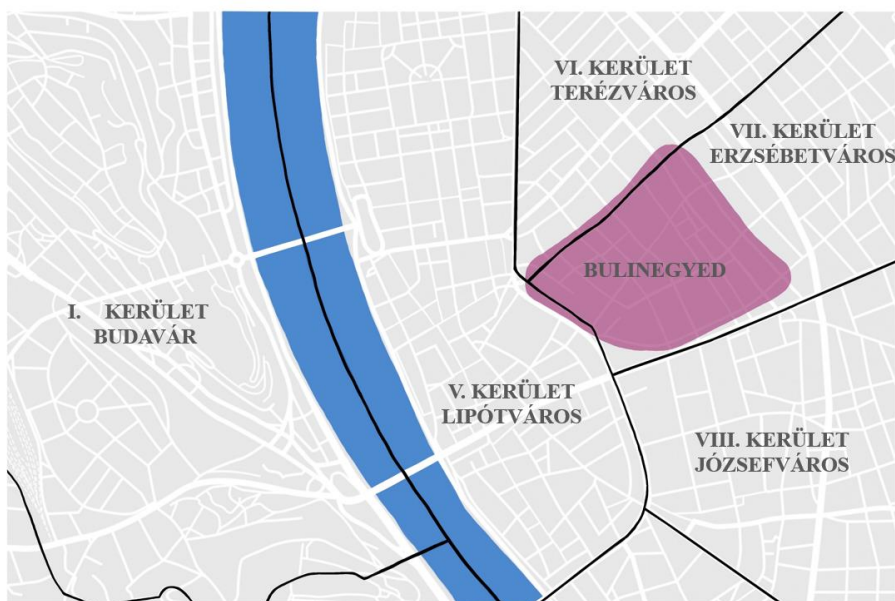 VI. KERÜLET
TERÉZVÁROS
VII. KERÜLET
ERZSÉBETVÁROS
BULINEGYED
I. KERÜLET
BUDAVÁR
V. KERÜLET
LIPÓTVÁROS
VIII. KERÜLET
JÓZSEFVÁROS